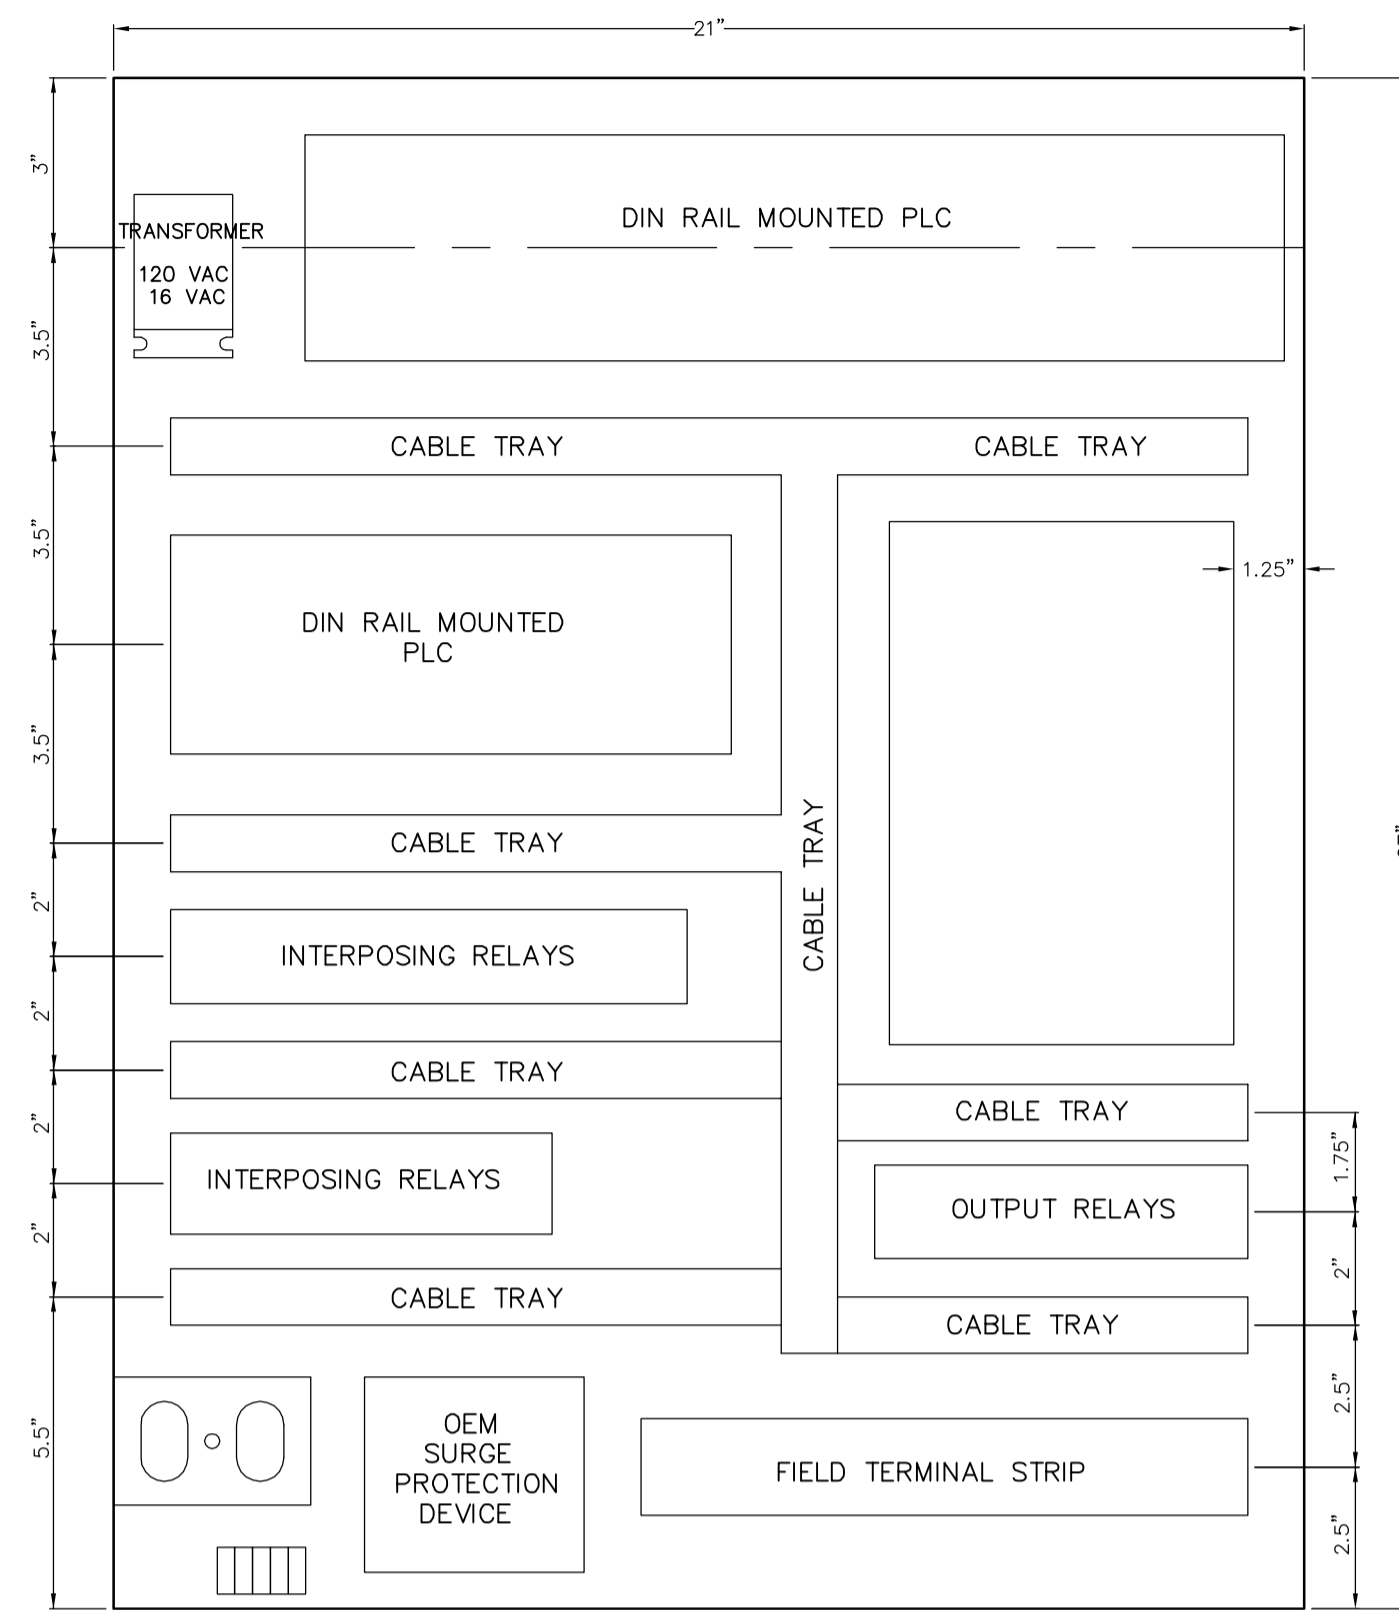 21”
3”
TRANSFORMER
120 VAC
16 VAC
DIN RAIL MOUNTED PLC
3.5”
CABLE TRAY
CABLE TRAY
3.5”
1.25”
DIN RAIL MOUNTED
PLC
3.5”
CABLE TRAY
CABLE TRAY
2”
INTERPOSING RELAYS
2”
CABLE TRAY
CABLE TRAY
2”
1.75”
INTERPOSING RELAYS
OUTPUT RELAYS
2”
2”
CABLE TRAY
CABLE TRAY
2.5”
5.5”
OEM
SURGE
PROTECTION
DEVICE
FIELD TERMINAL STRIP
2.5”